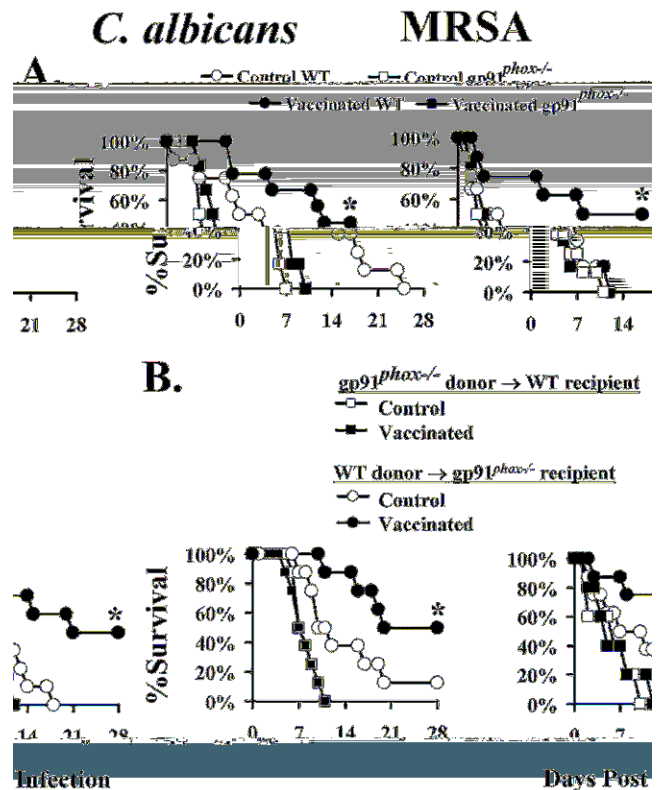 C. albicans MRSA
A
Control WT Control gp91phox-/-
Vaccinated WT Vaccinated gp91phox-/-
100% 100%
80% 80%
60% 60%
* *
%Su
rvival
20% 20%
0% 0%
21 28 0 7 14 21 28 0 7 14
B.
gp91phox-/- donor → WT recipient
Control
Vaccinated
WT donor → gp91phox-/- recipient
Control
Vaccinated
100% 100%
80% 80%
60% 60%
* *
40% 40%
20% 20%
0% 0%
%Survival
14 21 28 0 7 14 21 28 0 7
Infection Days Post